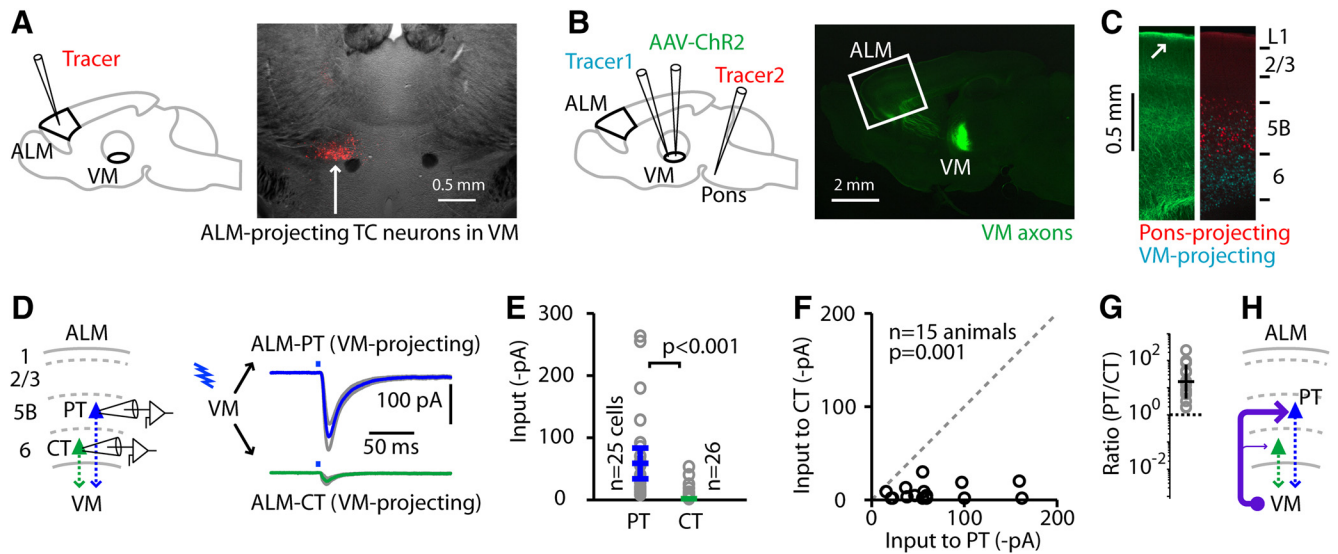 A
Tracer
ALM
VM
0.5 mm
ALM-projecting TC neurons in VM
B
AAV-ChR2
Tracer1
Tracer2
ALM
VM
Pons
ALM
VM
2 mm
VM axons
C
L1
2/3
5B
6
0.5 mm
Pons-projecting
VM-projecting
D
ALM
1
2/3
5B
6
PT
CT
VM
VM
ALM-PT (VM-projecting)
100 pA
50 ms
ALM-CT (VM-projecting)
E
Input (-pA)
300
200
100
0
p<0.001
n=25 cells
n=26
PT
CT
F
Input to CT (-pA)
200
100
0
n=15 animals
p=0.001
0
100
200
Input to PT (-pA)
G
Ratio (PT/CT)
10²
10⁰
10⁻²
H
ALM
PT
CT
VM